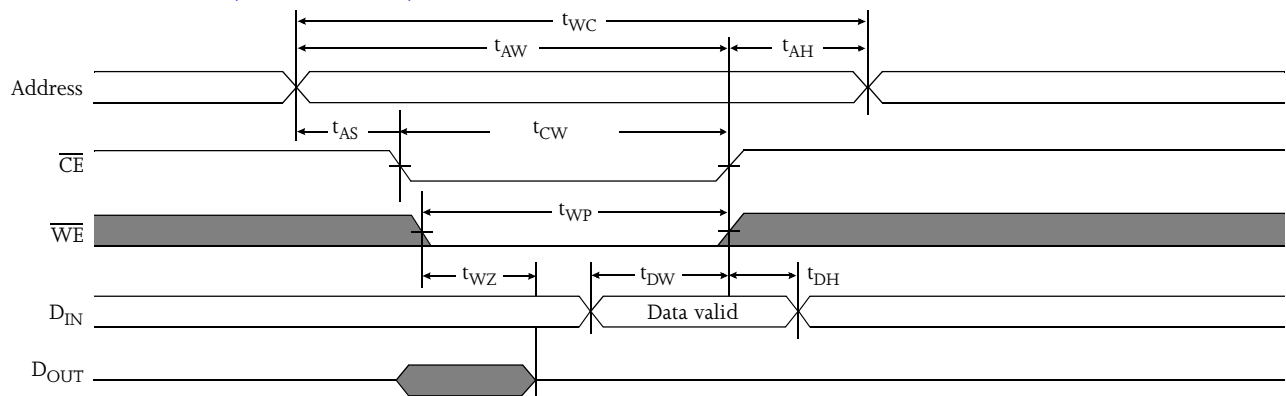 tWC
tAW
tAH
Address
tAS
tCW
CE
tWP
WE
tWZ
tDW
tDH
DIN
Data valid
DOUT